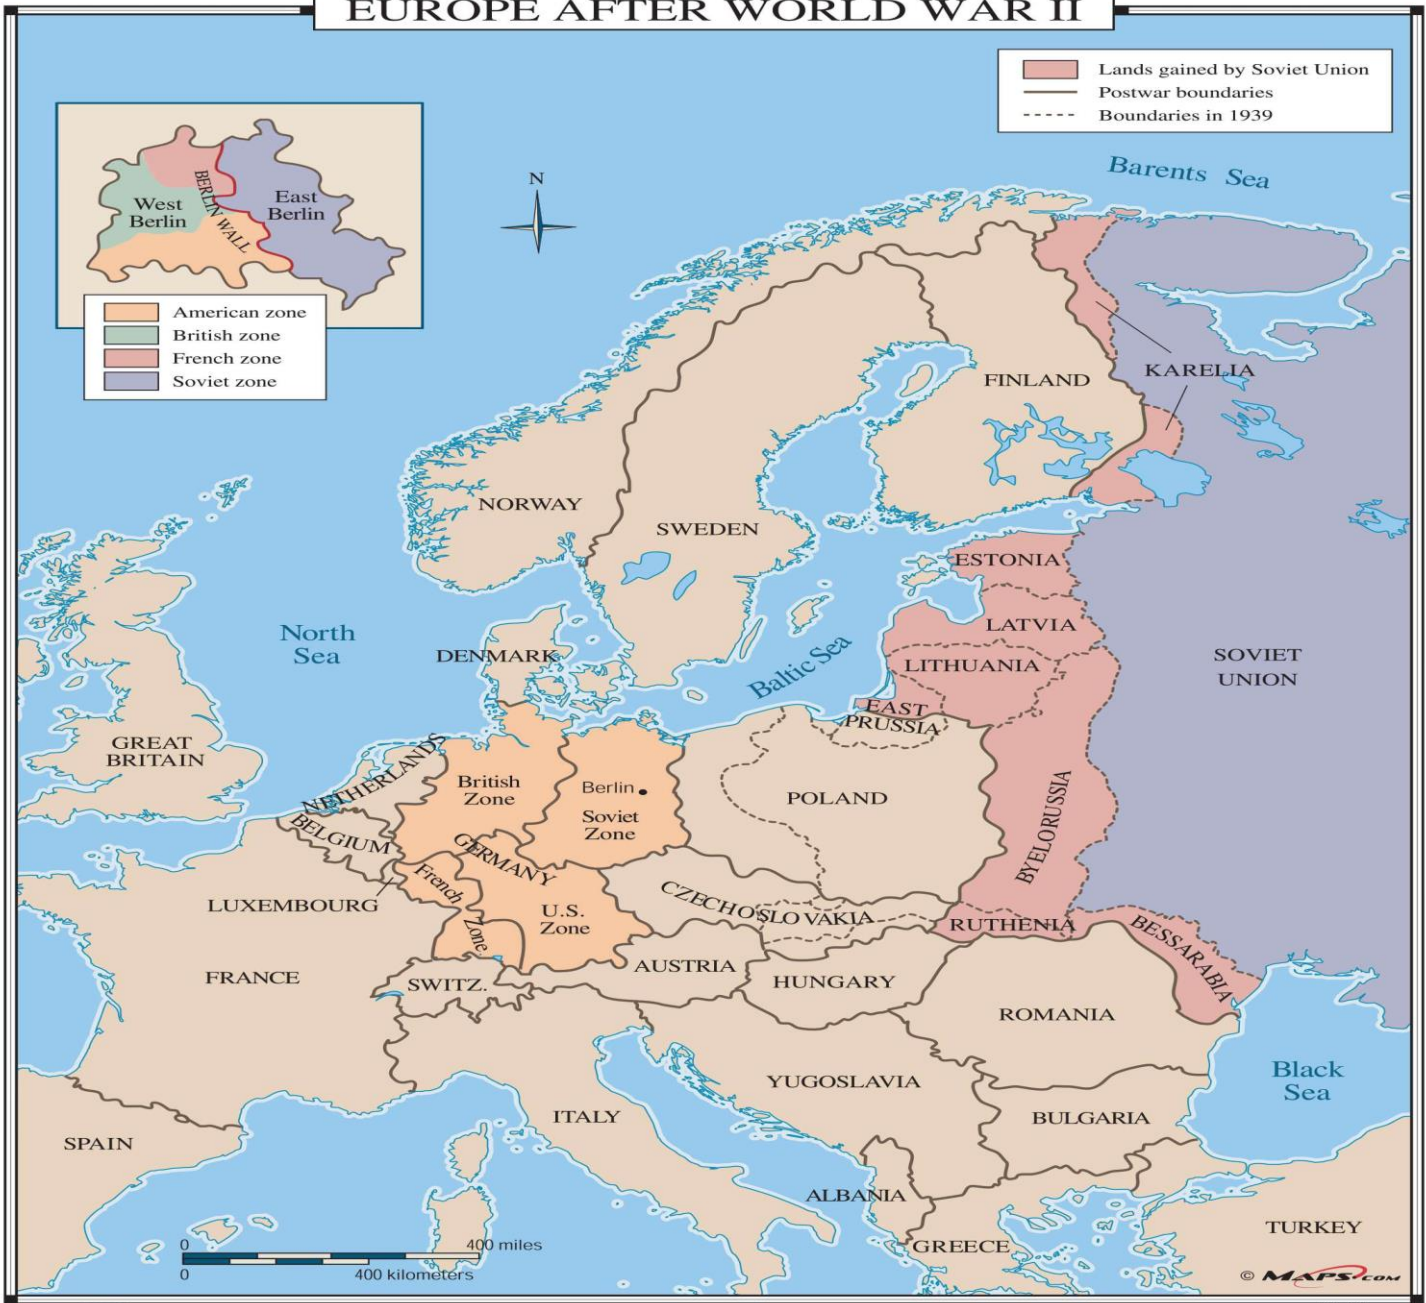 EUROPE AFTER WORLD WAR II
Lands gained by Soviet Union
Postwar boundaries
Boundaries in 1939
West
Berlin
BERLIN WALL
East
Berlin
American zone
British zone
French zone
Soviet zone
N
Barents Sea
KARELIA
FINLAND
NORWAY
SWEDEN
ESTONIA
LATVIA
LITHUANIA
EAST
PRUSSIA
SOVIET
UNION
North
Sea
DENMARK
Baltic Sea
GREAT
BRITAIN
NETHERLANDS
BELGIUM
LUXEMBOURG
British
Zone
Berlin
Soviet
Zone
GERMANY
French
Zone
U.S.
Zone
POLAND
BYELORUSSIA
CZECHOSLOVAKIA
RUTHENIA
BESSARABIA
FRANCE
SWITZ.
AUSTRIA
HUNGARY
ROMANIA
YUGOSLAVIA
BULGARIA
Black
Sea
SPAIN
ITALY
ALBANIA
GREECE
TURKEY
0 400 miles
0 400 kilometers
© MAPS.COM